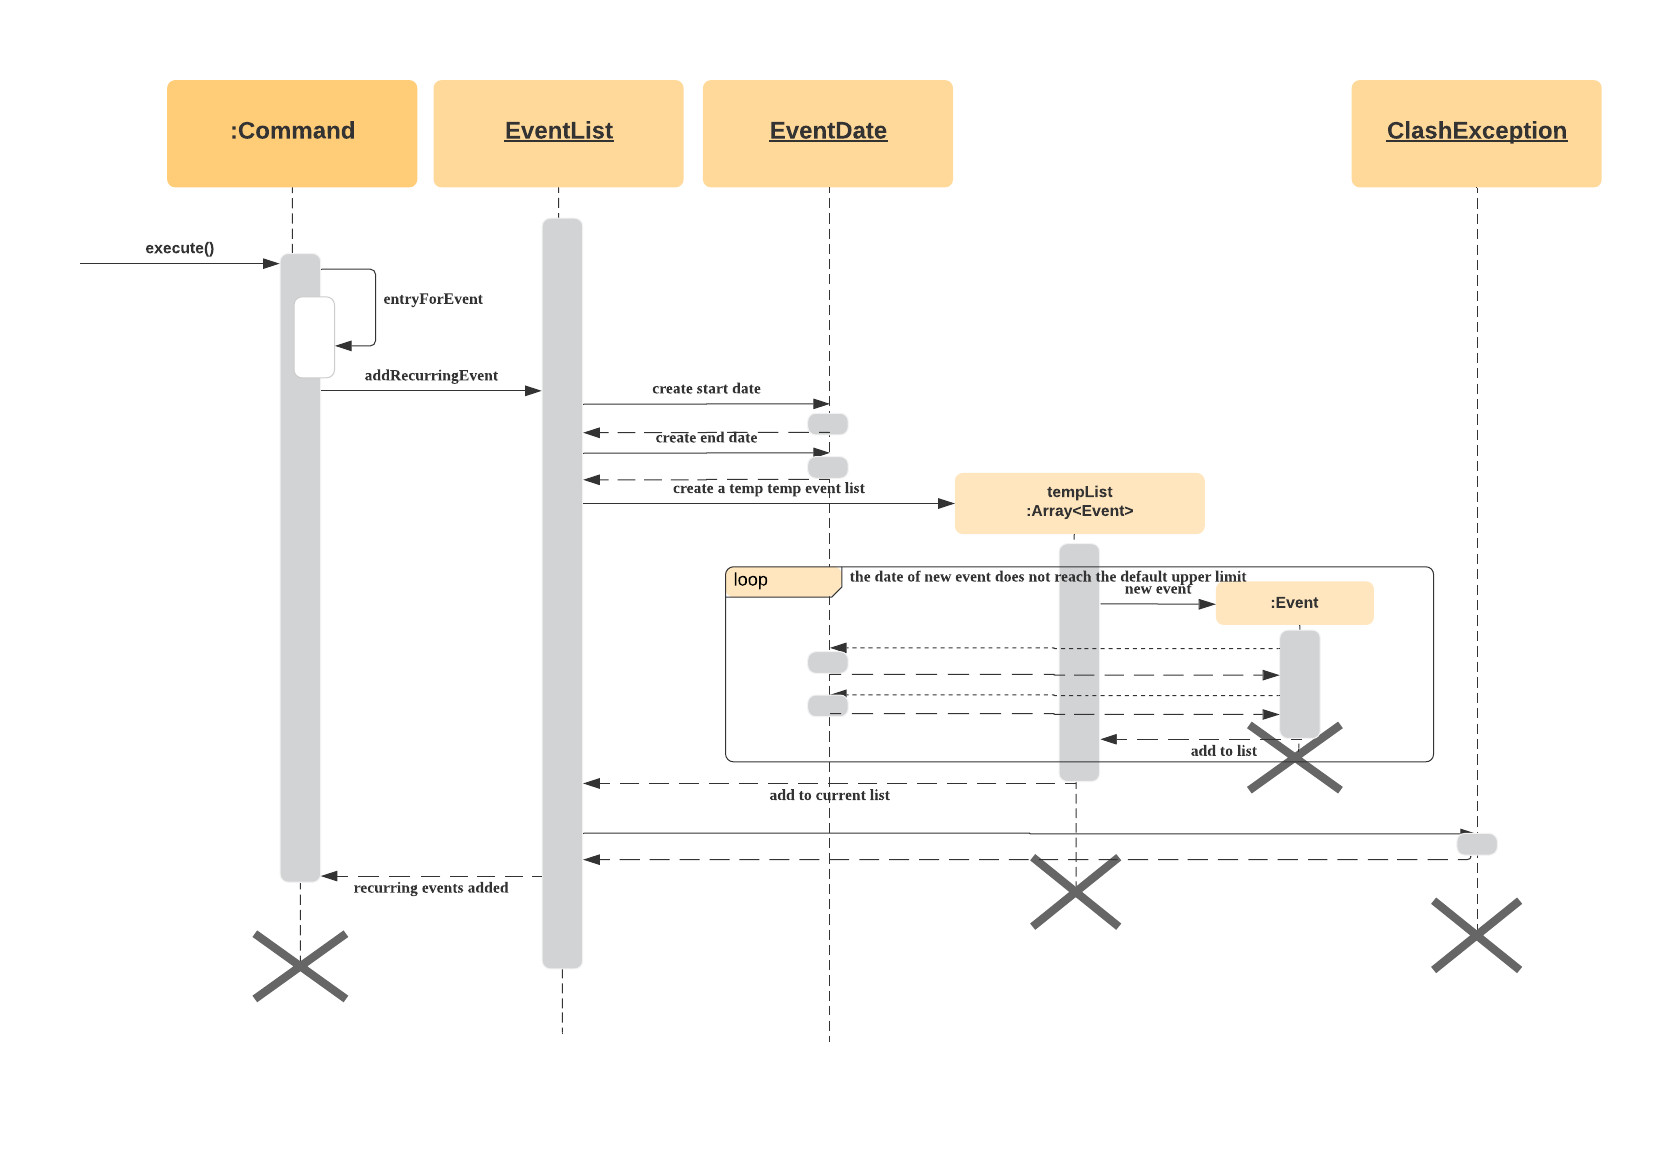 :Command
EventList
EventDate
ClashException
execute()
entryForEvent
addRecurringEvent
create start date
create end date
create a temp temp event list
tempList
:Array<Event>
loop
the date of new event does not reach the default upper limit
new event
:Event
add to list
add to current list
recurring events added